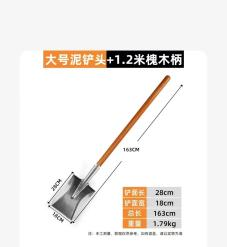 大号泥铲头+1.2米槐木柄
163CM
28CM
18CM
铲面长 28cm
铲面宽 18cm
总长 163cm
重量 1.79kg